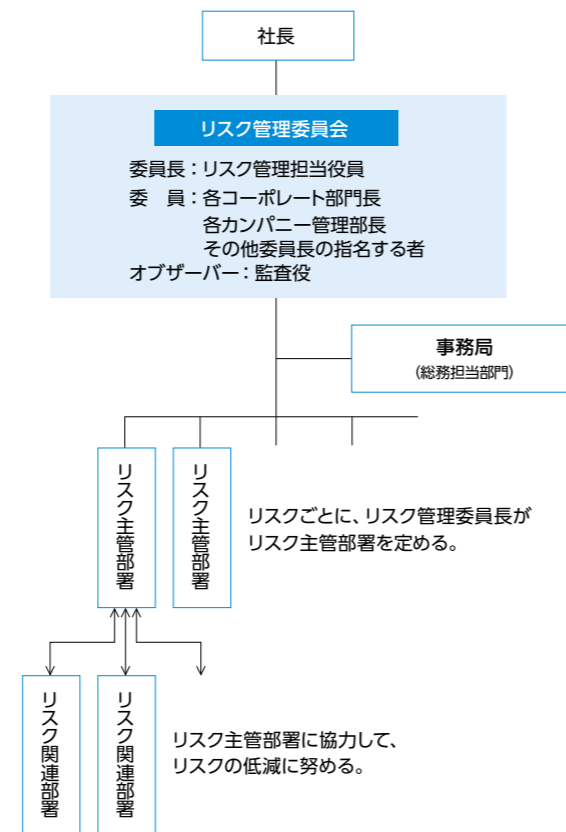 社長
リスク管理委員会
委員長：リスク管理担当役員
委　員：各コーポレート部門長
各カンパニー管理部長
その他委員長の指名する者
オブザーバー：監査役
事務局
（総務担当部門）
リスク主管部署
リスク主管部署
リスクごとに、リスク管理委員長が
リスク主管部署を定める。
リスク関連部署
リスク関連部署
リスク主管部署に協力して、
リスクの低減に努める。